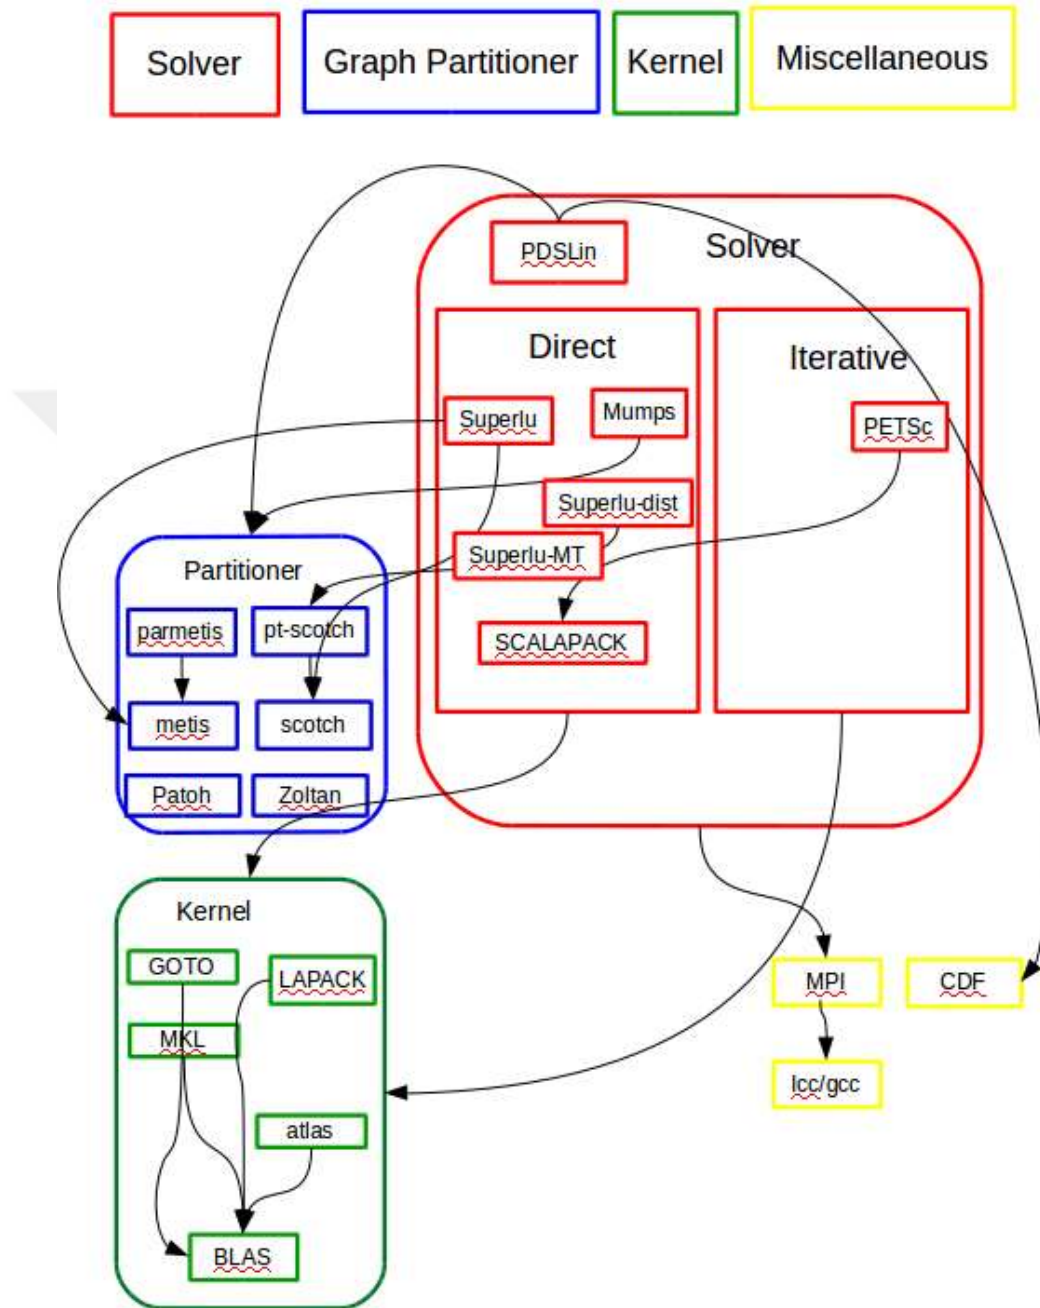 Solver
Graph Partitioner
Kernel
Miscellaneous
PDSLin
Solver
Direct
Iterative
Superlu
Mumps
PETSc
Superlu-dist
Superlu-MT
SCALAPACK
Partitioner
parmetis
pt-scotch
metis
scotch
Patoh
Zoltan
Kernel
GOTO
LAPACK
MKL
atlas
BLAS
MPI
CDF
Icc/gcc